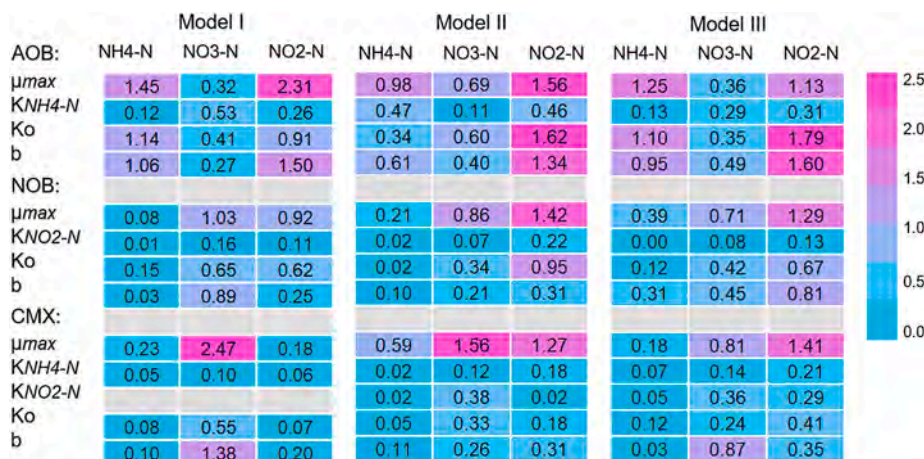 Model I Model II Model III
AOB: NH4-N NO3-N NO2-N NH4-N NO3-N NO2-N NH4-N NO3-N NO2-N
µmax 1.45 0.32 2.31 0.98 0.69 1.56 1.25 0.36 1.13 2.5
KNH4-N 0.12 0.53 0.26 0.47 0.11 0.46 0.13 0.29 0.31
Ko 1.14 0.41 0.91 0.34 0.60 1.62 1.10 0.35 1.79 2.0
b 1.06 0.27 1.50 0.61 0.40 1.34 0.95 0.49 1.60
NOB: 1.5
µmax 0.08 1.03 0.92 0.21 0.86 1.42 0.39 0.71 1.29
KNO2-N 0.01 0.16 0.11 0.02 0.07 0.22 0.00 0.08 0.13 1.0
Ko 0.15 0.65 0.62 0.02 0.34 0.95 0.12 0.42 0.67
b 0.03 0.89 0.25 0.10 0.21 0.31 0.31 0.45 0.81 0.5
CMX:
µmax 0.23 2.47 0.18 0.59 1.56 1.27 0.18 0.81 1.41 0.0
KNH4-N 0.05 0.10 0.06 0.02 0.12 0.18 0.07 0.14 0.21
KNO2-N 0.02 0.38 0.02 0.05 0.36 0.29
Ko 0.08 0.55 0.07 0.05 0.33 0.18 0.12 0.24 0.41
b 0.10 1.38 0.20 0.11 0.26 0.31 0.03 0.87 0.35